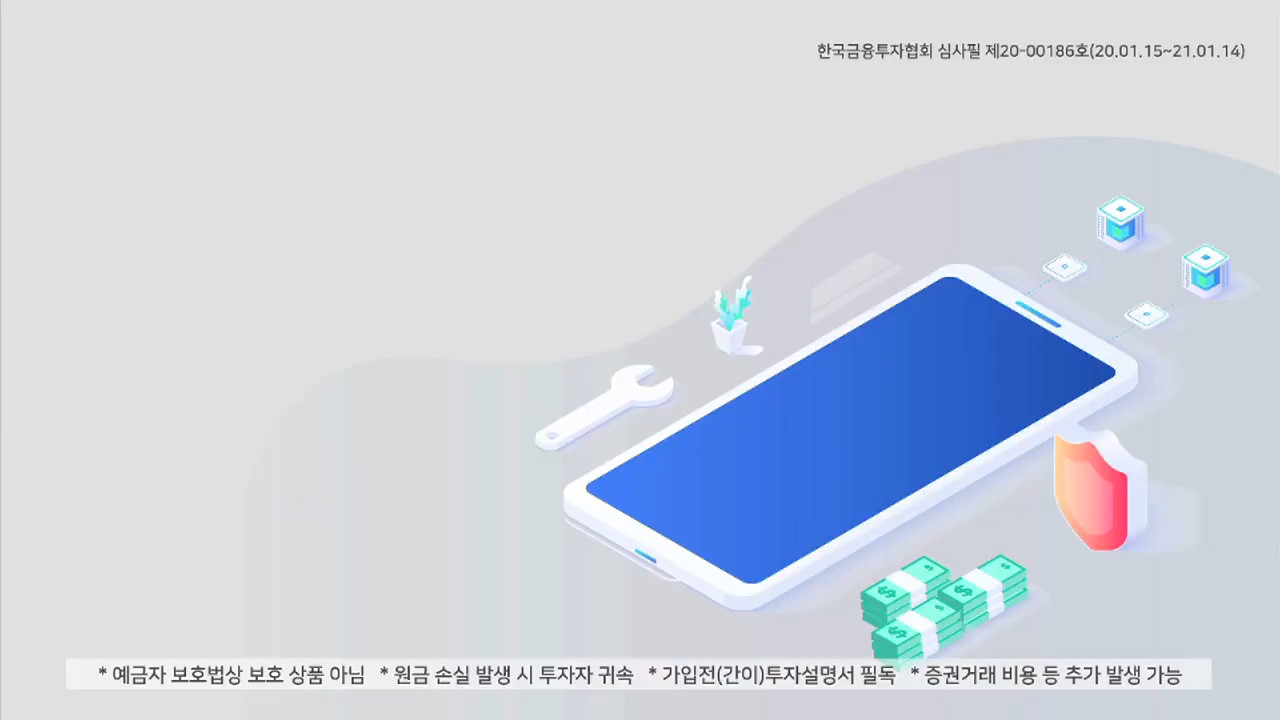 한국금융투자협회 심사필 제20-00186호(20.01.15~21.01.14)
* 예금자 보호법상 보호 상품 아님 * 원금 손실 발생 시 투자자 귀속 * 가입전(간이)투자설명서 필독 * 증권거래 비용 등 추가 발생 가능